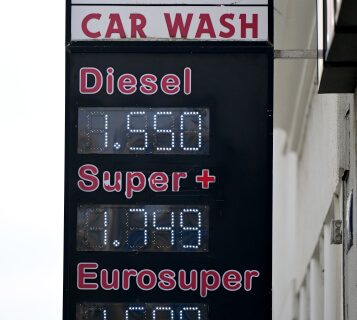 CAR WASH
Diesel
1.550
Super +
1.749
Eurosuper